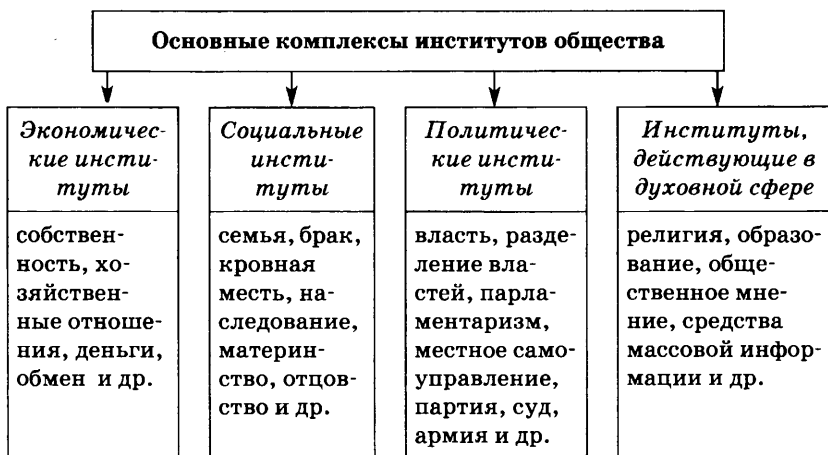 Основные комплексы институтов общества
Экономичес-
кие инсти-
туты
собствен-
ность, хо-
зяйствен-
ные отноше-
ния, деньги,
обмен и др.
Социальные
инсти-
туты
семья, брак,
кровная
месть, на-
следование,
материн-
ство, отцов-
ство и др.
Политичес-
кие инсти-
туты
власть, разде-
ление вла-
стей, парла-
ментаризм,
местное само-
управление,
партия, суд,
армия и др.
Институты,
действующие в
духовной сфере
религия, образо-
вание, общe-
ственное мне-
ние, средства
массовой инфор-
мации и др.